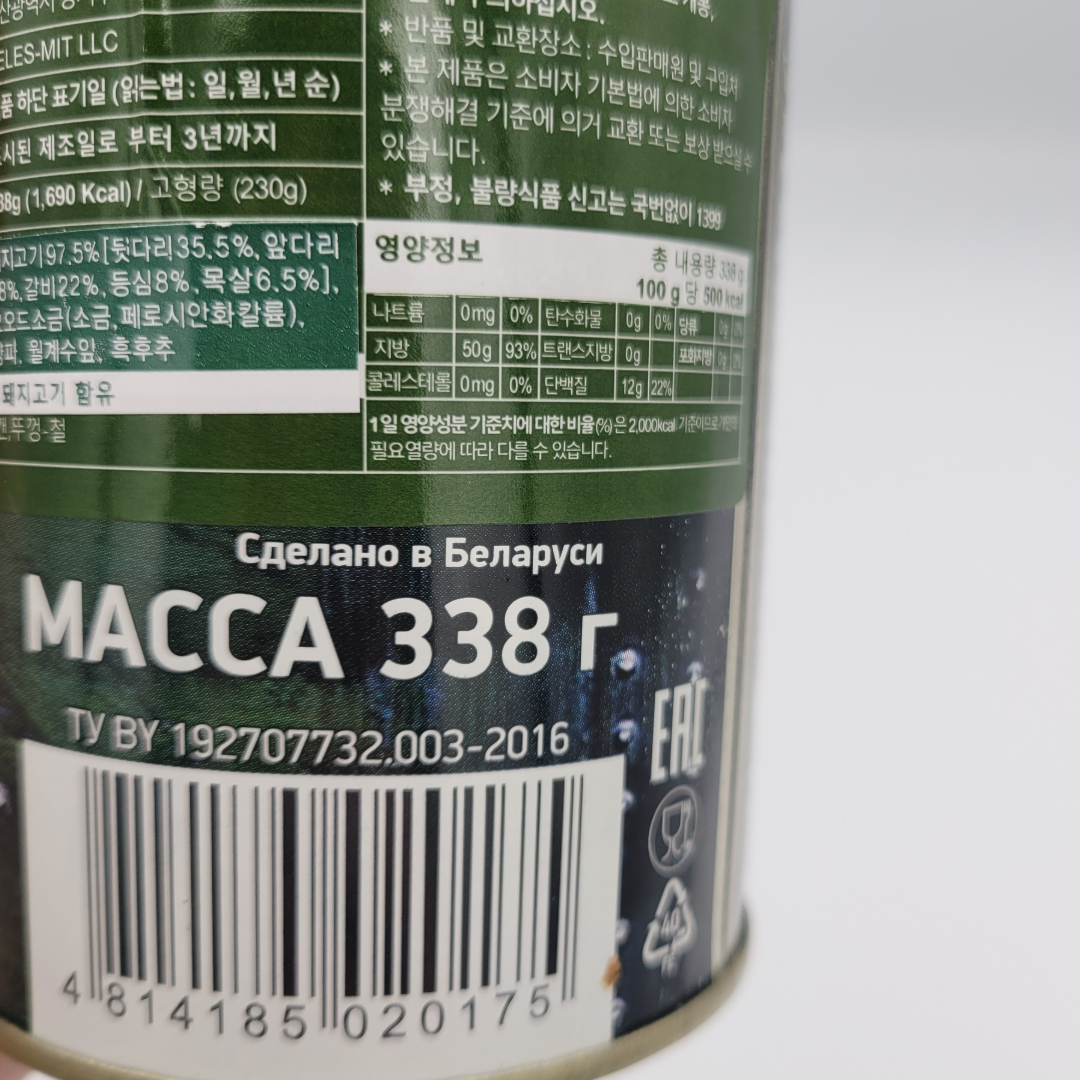 ELES-MIT LLC
품 하단 표기일 (읽는법 : 일,월,년 순)
시된 제조일로 부터 3년까지
38g (1,690 Kcal) / 고형량 (230g)
지고기97.5%[뒷다리35.5%,앞다리
8%,갈비22%,등심8%,목살6.5%],
오드소금(소금,페로시안화칼륨),
양파, 월계수잎, 흑후추
돼지고기 함유
캔,뚜껑-철
* 반품 및 교환장소 : 수입판매원 및 구입처
* 본 제품은 소비자 기본법에 의한 소비자
분쟁해결 기준에 의거 교환 또는 보상 받으실 수
있습니다.
* 부정, 불량식품 신고는 국번없이 1399
영양정보
총 내용량 338 g
100 g 당 500 kcal
나트륨 0mg 0% 탄수화물 0g 0% 당류 0g 0%
지방 50g 93% 트랜스지방 0g 포화지방 0g 0%
콜레스테롤 0mg 0% 단백질 12g 22%
1일 영양성분 기준치에 대한 비율(%)은 2,000kcal 기준이므로 개인의
필요열량에 따라 다를 수 있습니다.
Сделано в Беларуси
МАССА 338 г
ТУ BY 192707732.003-2016
EAC
40
FE
4 814185 020175